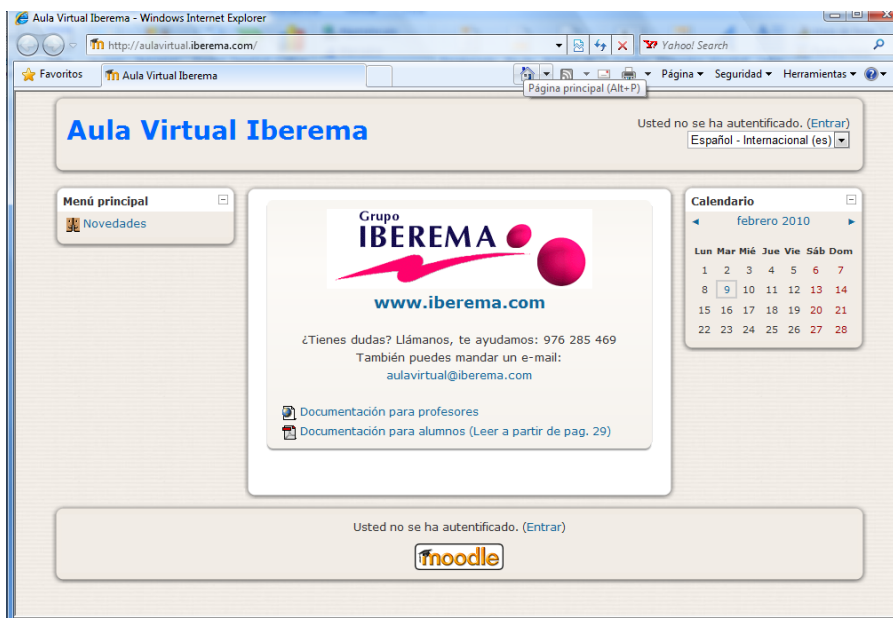 Aula Virtual Iberema - Windows Internet Explorer
http://aulavirtual.iberema.com/
Yahoo! Search
Favoritos
Aula Virtual Iberema
Página
Seguridad
Herramientas
Página principal (Alt+P)
Aula Virtual Iberema
Usted no se ha autentificado. (Entrar)
Español - Internacional (es)
Menú principal
Novedades
Grupo
IBEREMA
www.iberema.com
¿Tienes dudas? Llámanos, te ayudamos: 976 285 469
También puedes mandar un e-mail:
aulavirtual@iberema.com
Documentación para profesores
Documentación para alumnos (Leer a partir de pag. 29)
Calendario
febrero 2010
Lun Mar Mié Jue Vie Sáb Dom
1 2 3 4 5 6 7
8 9 10 11 12 13 14
15 16 17 18 19 20 21
22 23 24 25 26 27 28
Usted no se ha autentificado. (Entrar)
moodle